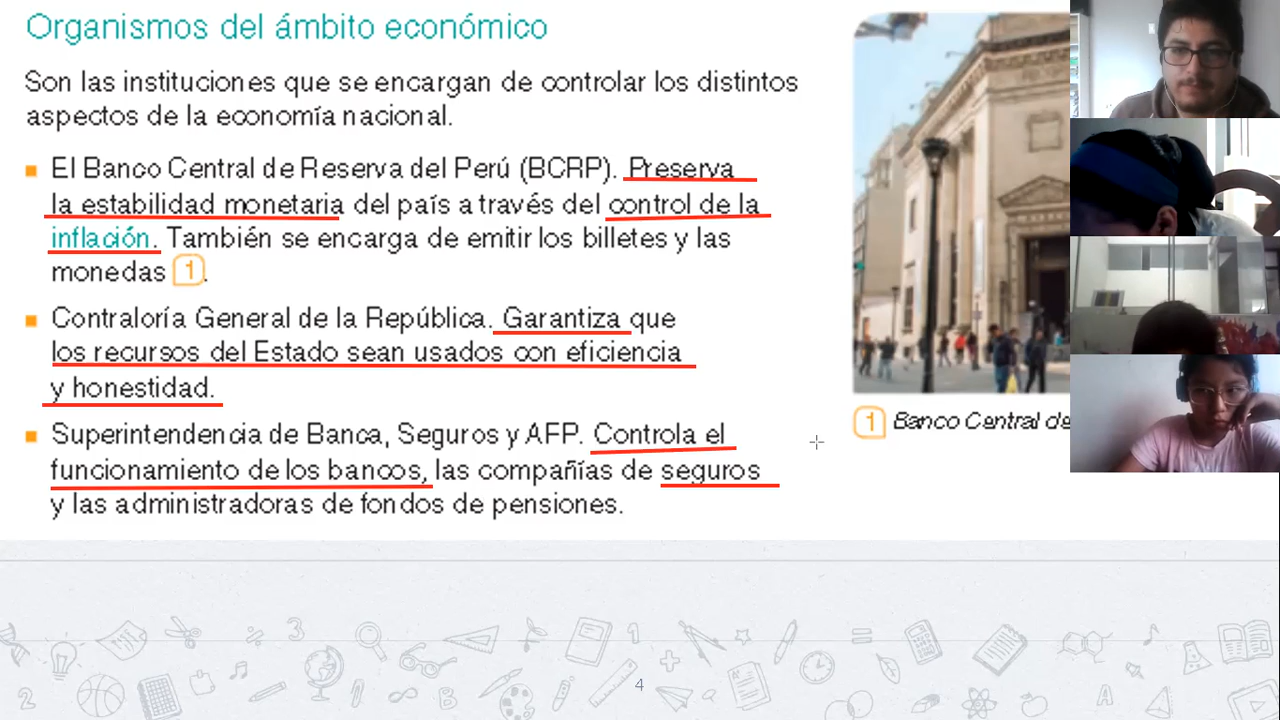 Organismos del ámbito económico
Son las instituciones que se encargan de controlar los distintos
aspectos de la economía nacional.
El Banco Central de Reserva del Perú (BCRP). Preserva
la estabilidad monetaria del país a través del control de la
inflación. También se encarga de emitir los billetes y las
monedas 1.
Contraloría General de la República. Garantiza que
los recursos del Estado sean usados con eficiencia
y honestidad.
Superintendencia de Banca, Seguros y AFP. Controla el
funcionamiento de los bancos, las compañías de seguros
y las administradoras de fondos de pensiones.
1 Banco Central de
4